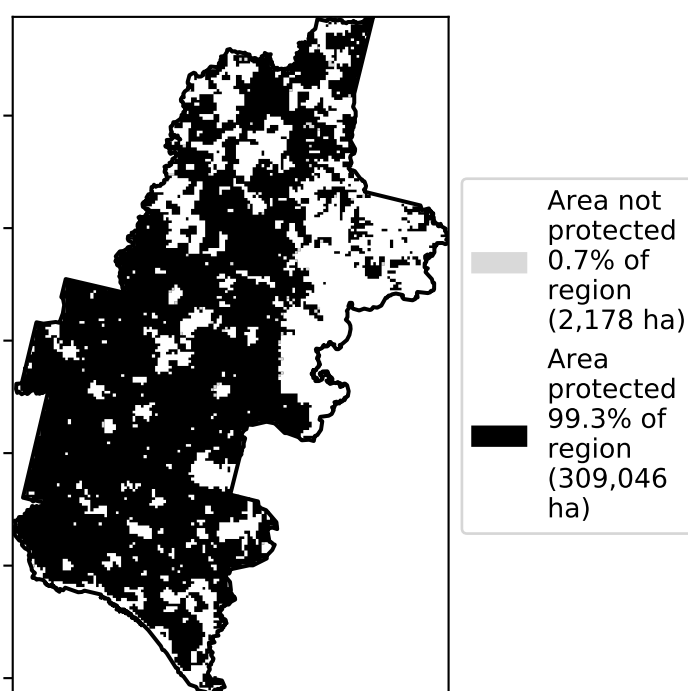 Area not
protected
0.7% of
region
(2,178 ha)
Area
protected
99.3% of
region
(309,046
ha)